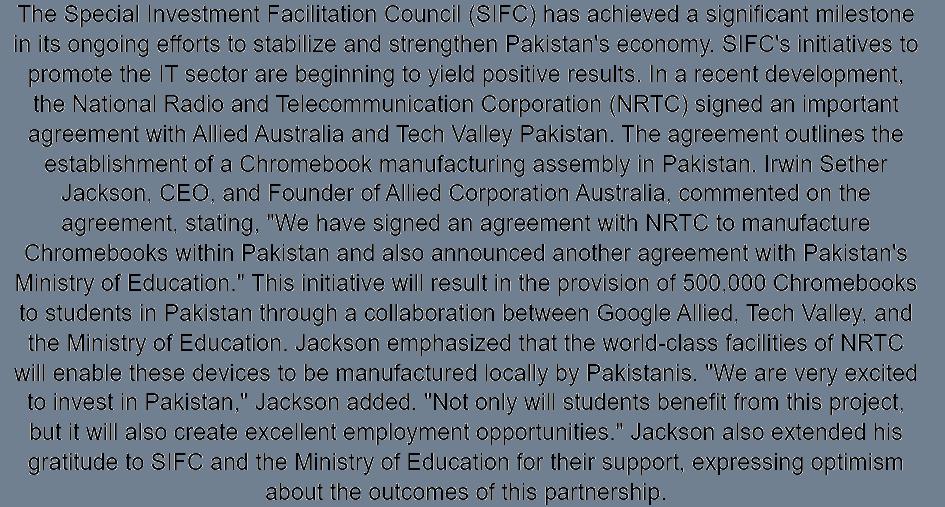 The Special Investment Facilitation Council (SIFC) has achieved a significant milestone
in its ongoing efforts to stabilize and strengthen Pakistan's economy. SIFC's initiatives to
promote the IT sector are beginning to yield positive results. In a recent development,
the National Radio and Telecommunication Corporation (NRTC) signed an important
agreement with Allied Australia and Tech Valley Pakistan. The agreement outlines the
establishment of a Chromebook manufacturing assembly in Pakistan. Irwin Sether
Jackson, CEO, and Founder of Allied Corporation Australia, commented on the
agreement, stating, "We have signed an agreement with NRTC to manufacture
Chromebooks within Pakistan and also announced another agreement with Pakistan's
Ministry of Education." This initiative will result in the provision of 500,000 Chromebooks
to students in Pakistan through a collaboration between Google Allied, Tech Valley, and
the Ministry of Education. Jackson emphasized that the world-class facilities of NRTC
will enable these devices to be manufactured locally by Pakistanis. "We are very excited
to invest in Pakistan," Jackson added. "Not only will students benefit from this project,
but it will also create excellent employment opportunities." Jackson also extended his
gratitude to SIFC and the Ministry of Education for their support, expressing optimism
about the outcomes of this partnership.